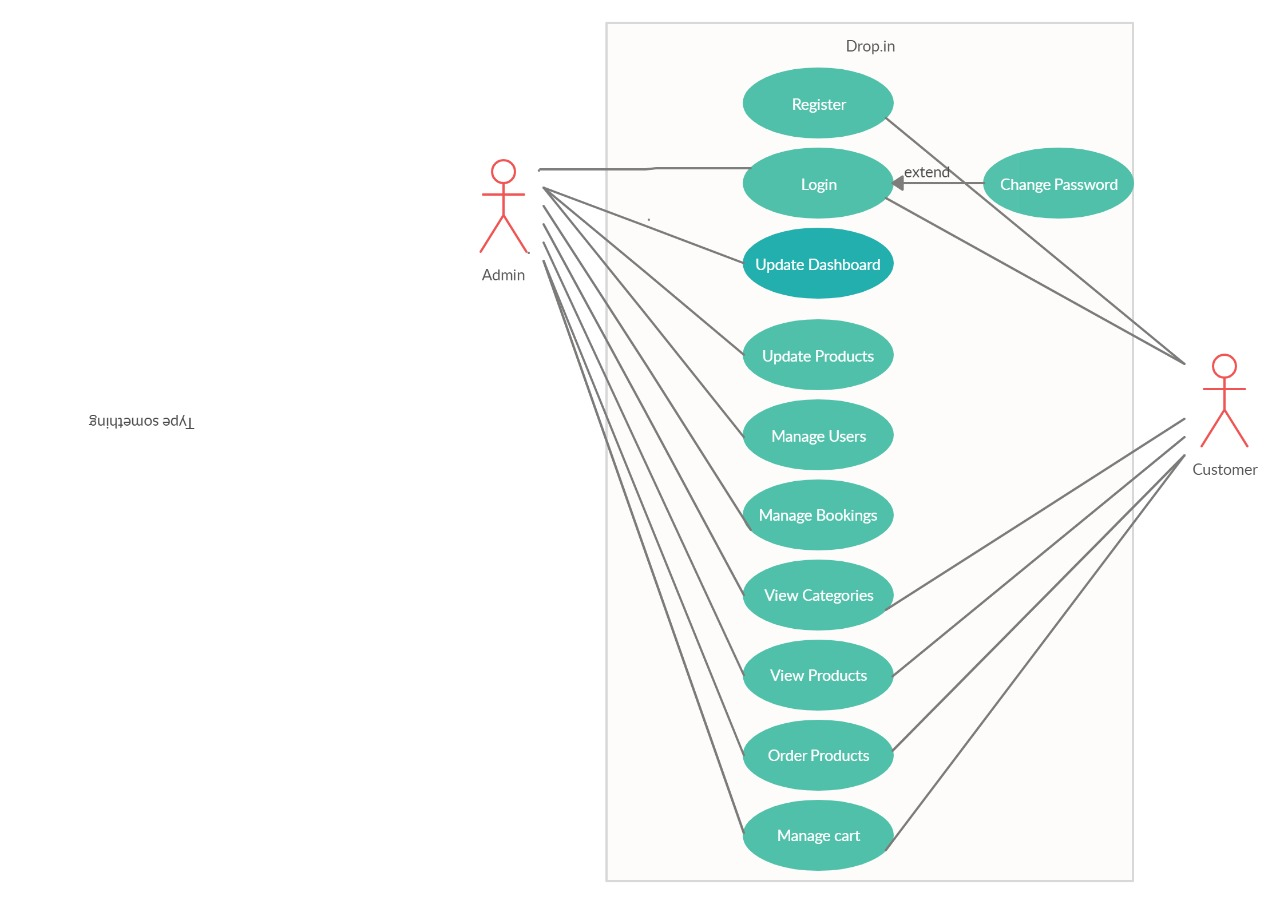 Drop.in
Register
Login
extend
Change Password
Admin
Update Dashboard
Update Products
Type something
Manage Users
Customer
Manage Bookings
View Categories
View Products
Order Products
Manage cart